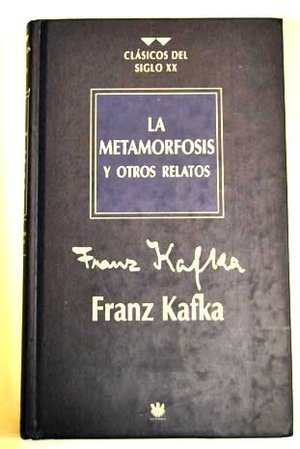 CLÁSICOS DEL
SIGLO XX
LA
METAMORFOSIS
Y OTROS RELATOS
Franz Kafka
Franz Kafka